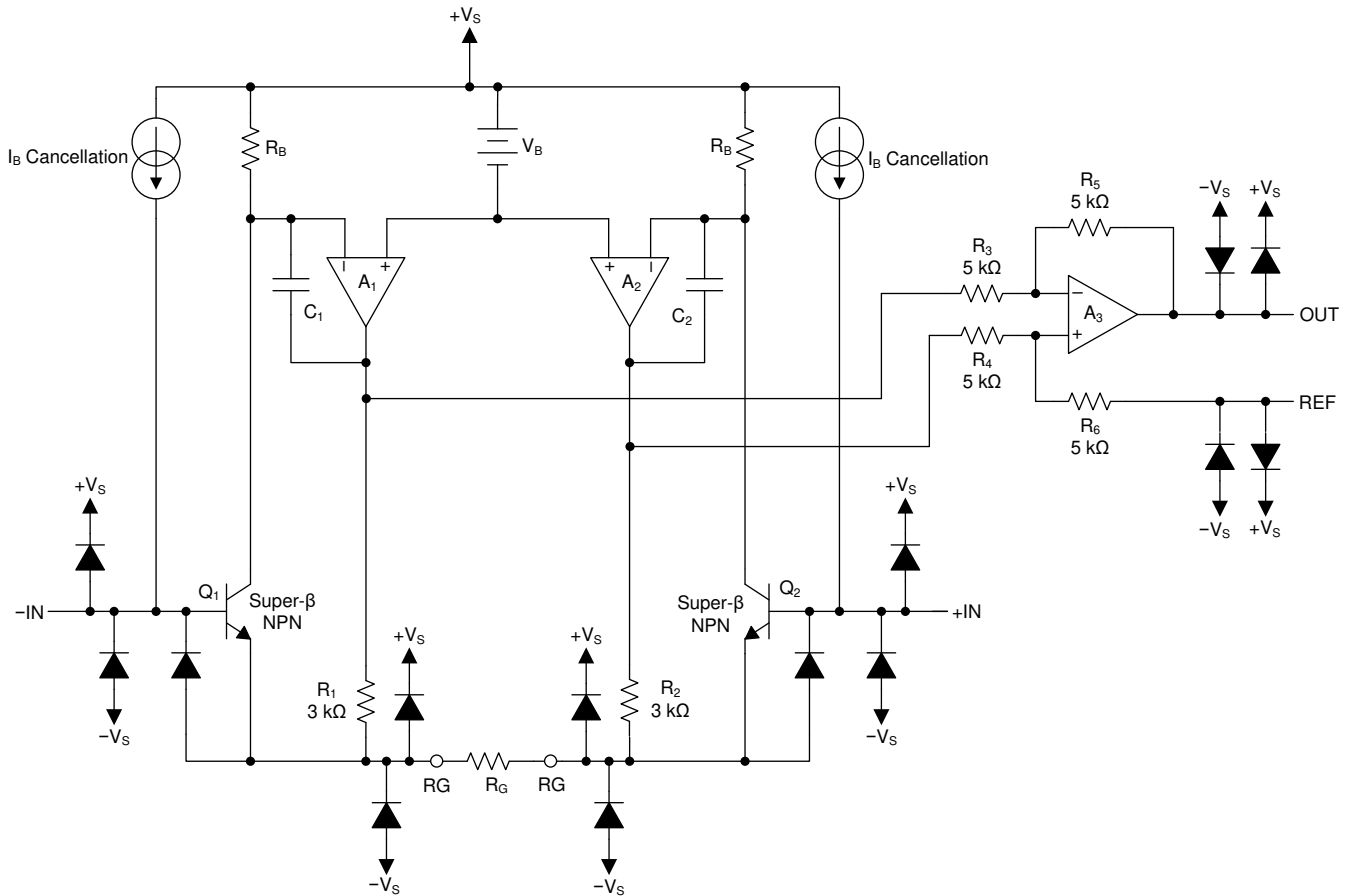 +VS
IB Cancellation
RB
VB
RB
IB Cancellation
R5
5 kΩ
−VS
+VS
− +
A1
+ −
A2
C1
C2
R3
5 kΩ
−
A3
+
OUT
R4
5 kΩ
R6
5 kΩ
REF
−VS
+VS
+VS
+VS
−IN
Q1
Super-β
NPN
Super-β
NPN
Q2
+IN
−VS
+VS
+VS
−VS
R1
3 kΩ
R2
3 kΩ
RG
RG
RG
−VS
−VS